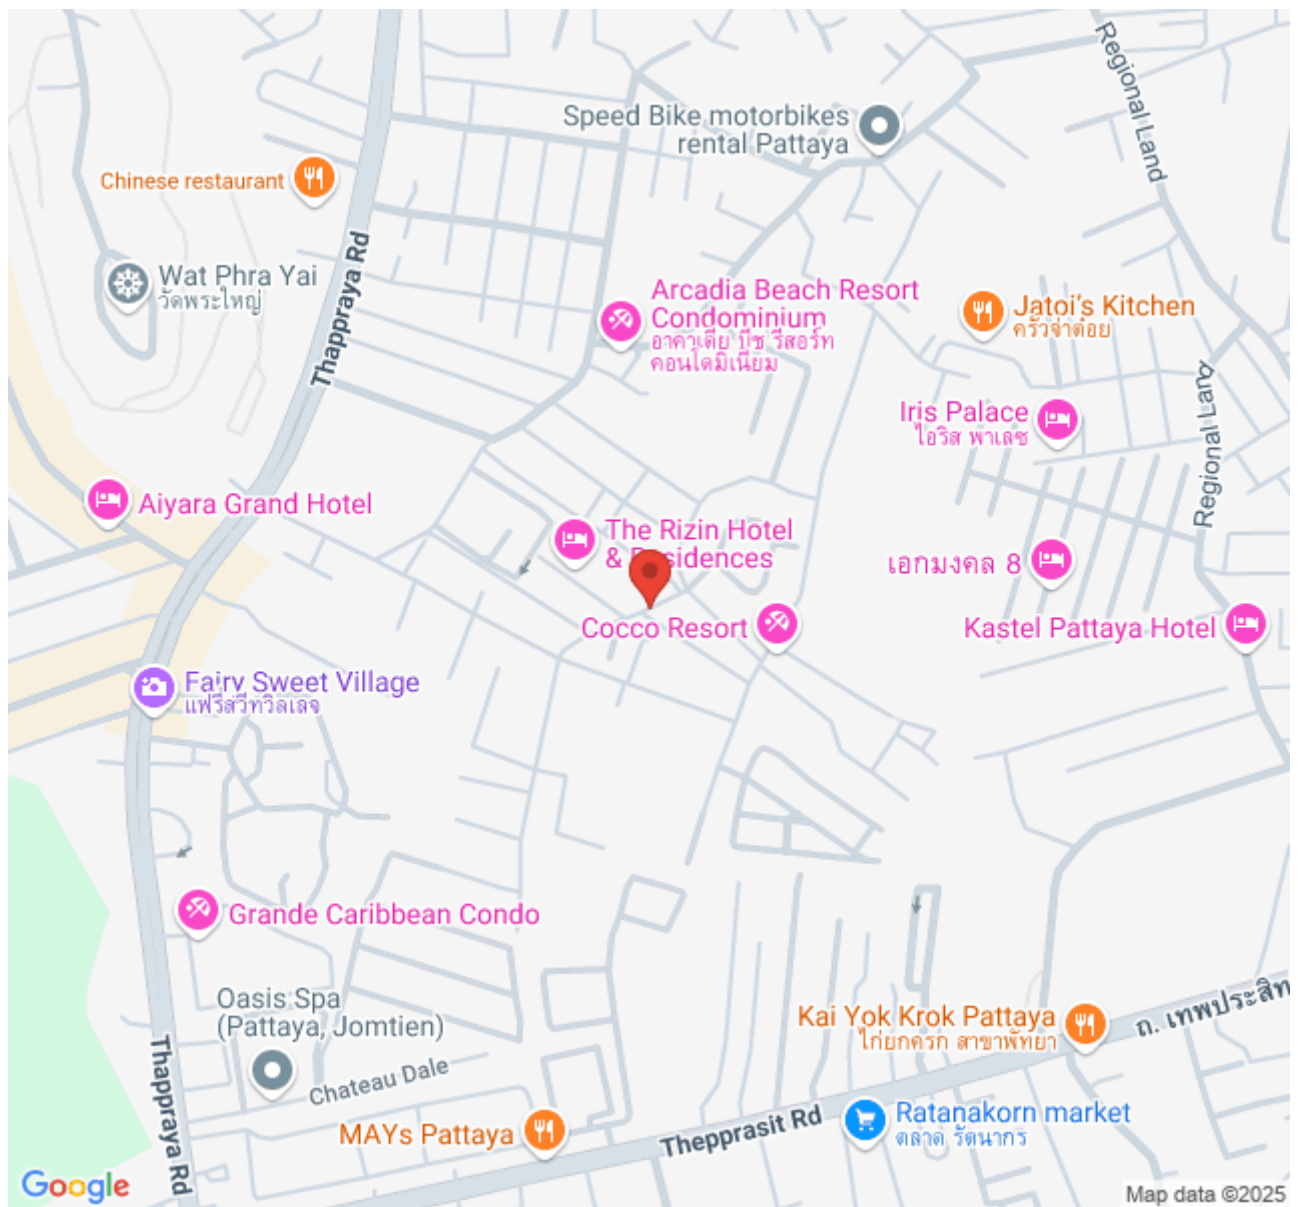 Regional Land
Speed Bike motorbikes
rental Pattaya
Chinese restaurant
Wat Phra Yai
วัดพระใหญ่
Thappraya Rd
Arcadia Beach Resort
Condominium
อาคาเดีย บีช รีสอร์ท
คอนโดมิเนียม
Jatoi's Kitchen
ครัวจ่าต๋อย
Iris Palace
ไอริส พาเลซ
Regional Land
Aiyara Grand Hotel
The Rizin Hotel
& Residences
เอกมงคล 8
Cocco Resort
Kastel Pattaya Hotel
Fairy Sweet Village
แฟรี่สวีทวิลเลจ
Grande Caribbean Condo
Oasis Spa
(Pattaya, Jomtien)
Kai Yok Krok Pattaya
ไก่ยกครก สาขาพัทยา
ถ. เทพประสิท
Thappraya Rd
Chateau Dale
MAYs Pattaya
Thepprasit Rd
Ratanakorn market
ตลาด รัตนากร
Google
Map data ©2025